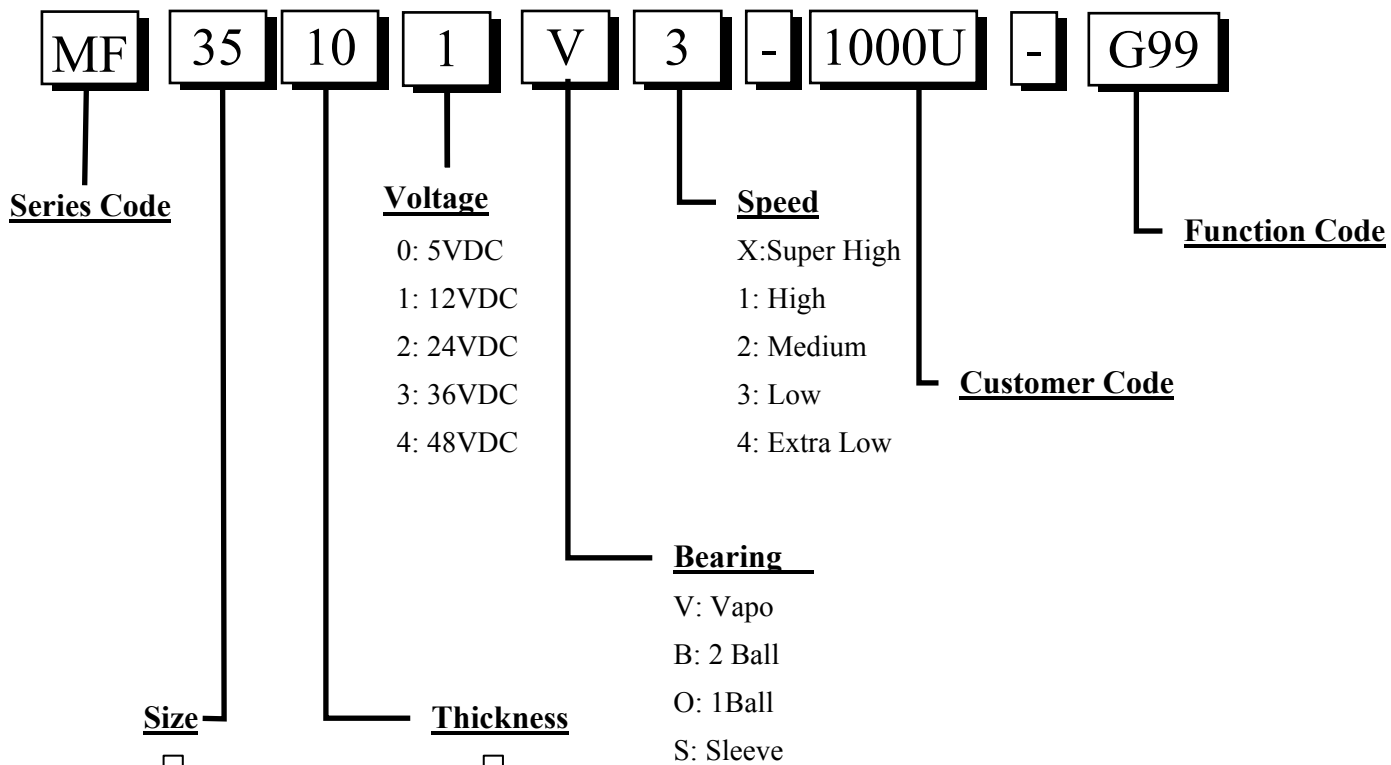 MF 35 10 1 V 3 - 1000U - G99
Series Code
Voltage
0: 5VDC
1: 12VDC
2: 24VDC
3: 36VDC
4: 48VDC
Speed
X:Super High
1: High
2: Medium
3: Low
4: Extra Low
Function Code
Customer Code
Bearing
V: Vapo
B: 2 Ball
O: 1Ball
S: Sleeve
Size
Thickness